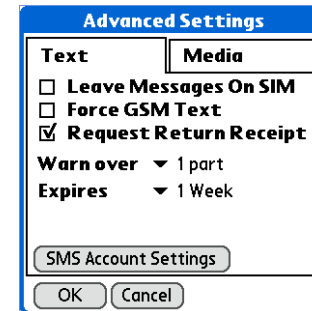 Advanced Settings
Text Media
Leave Messages On SIM
Force GSM Text
Request Return Receipt
Warn over 1 part
Expires 1 Week
SMS Account Settings
OK Cancel